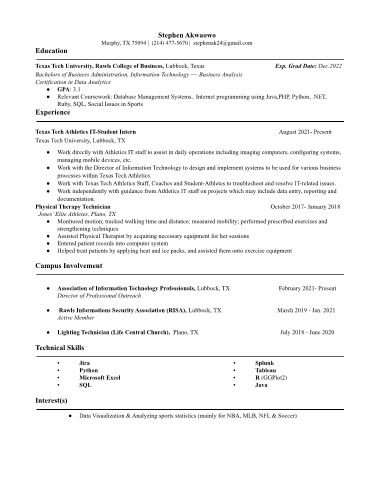 Stephen Akwaowo
Murphy, TX 75094 | (214) 477-5670| stephenak24@gmail.com
Education
Texas Tech University, Rawls College of Business, Lubbock, Texas Exp. Grad Date: Dec.2022
Bachelors of Business Administration, Information Technology — Business Analysis
Certification in Data Analytics
● GPA: 3.1
● Relevant Coursework: Database Management Systems, Internet programming using Java,PHP, Python, .NET,
Ruby, SQL, Social Issues in Sports
Experience
Texas Tech Athletics IT-Student Intern August 2021- Present
Texas Tech University, Lubbock, TX
● Work directly with Athletics IT staff to assist in daily operations including imaging computers, configuring systems,
managing mobile devices, etc.
● Work with the Director of Information Technology to design and implement systems to be used for various business
processes within Texas Tech Athletics.
● Work with Texas Tech Athletics Staff, Coaches and Student-Athletes to troubleshoot and resolve IT-related issues.
● Work independently with guidance from Athletics IT staff on projects which may include data entry, reporting and
documentation.
Physical Therapy Technician October 2017- January 2018
Jones' Elite Athletes, Plano, TX
● Monitored motion; tracked walking time and distance; measured mobility; performed prescribed exercises and
strengthening techniques
● Assisted Physical Therapist by acquiring necessary equipment for her sessions
● Entered patient records into computer system
● Helped treat patients by applying heat and ice packs, and assisted them onto exercise equipment
Campus Involvement
● Association of Information Technology Professionals, Lubbock, TX February 2021- Present
Director of Professional Outreach
● Rawls Informations Security Association (RISA), Lubbock, TX March 2019 - Jan. 2021
Active Member
● Lighting Technician (Life Central Church), Plano, TX July 2018 - June 2020
Technical Skills
• Jira • Splunk
• Python • Tableau
• Microsoft Excel • R (GGPlot2)
• SQL • Java
Interest(s)
● Data Visualization & Analyzing sports statistics (mainly for NBA, MLB, NFL & Soccer)